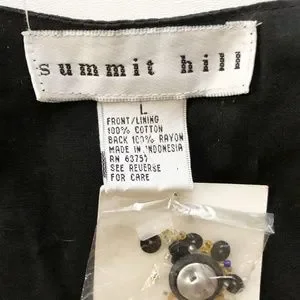 summit hill
L
FRONT/LINING
100% COTTON
BACK 100% RAYON
MADE IN INDONESIA
RN 63751
SEE REVERSE
FOR CARE